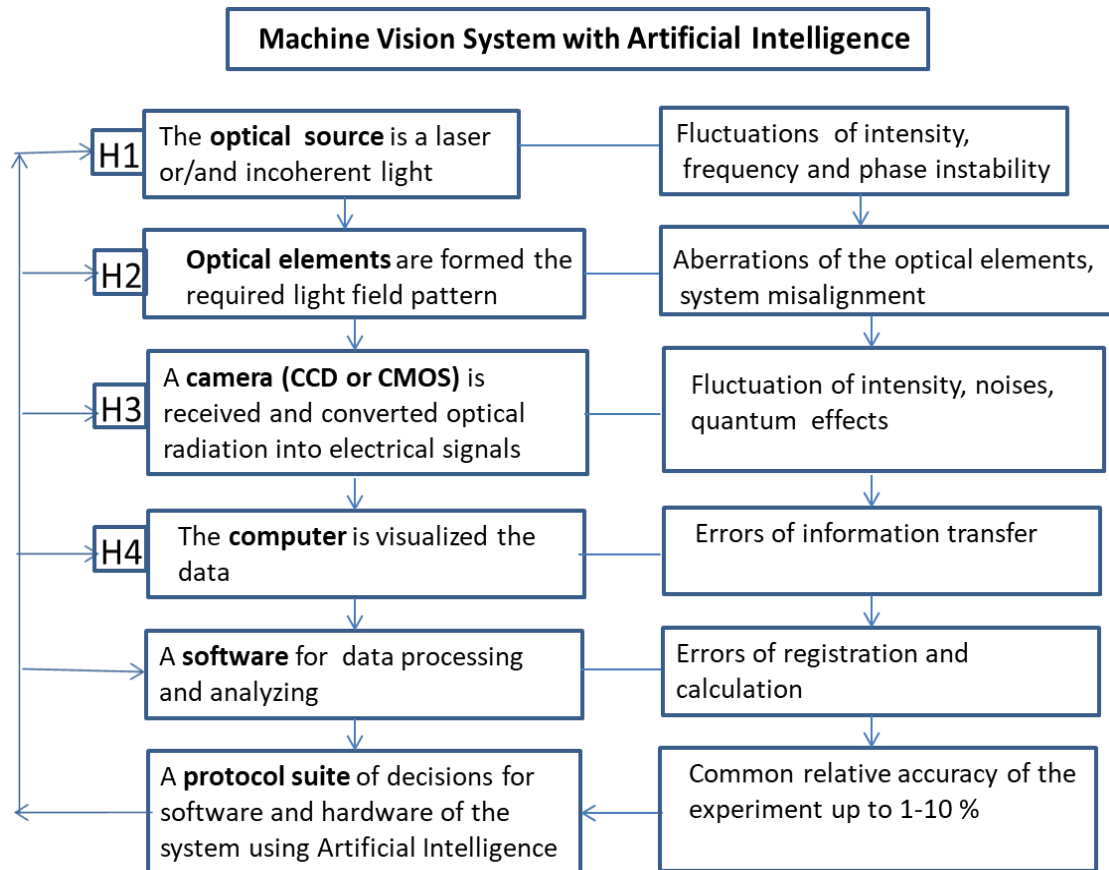 Machine Vision System with Artificial Intelligence
H1
The optical source is a laser
or/and incoherent light
Fluctuations of intensity,
frequency and phase instability
H2
Optical elements are formed the
required light field pattern
Aberrations of the optical elements,
system misalignment
H3
A camera (CCD or CMOS) is
received and converted optical
radiation into electrical signals
Fluctuation of intensity, noises,
quantum effects
H4
The computer is visualized the
data
Errors of information transfer
A software for data processing
and analyzing
Errors of registration and
calculation
A protocol suite of decisions for
software and hardware of the
system using Artificial Intelligence
Common relative accuracy of the
experiment up to 1-10 %